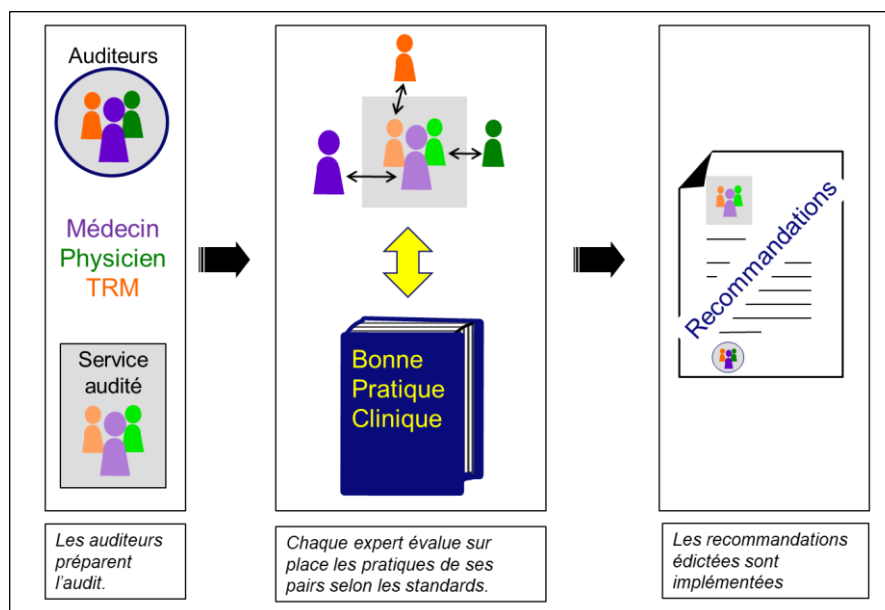 Auditeurs
Médecin
Physicien
TRM
Service
audité
Les auditeurs
préparent
l'audit.
Bonne
Pratique
Clinique
Chaque expert évalue sur
place les pratiques de ses
pairs selon les standards.
Recommandations
Les recommandations
édictées sont
implémentées